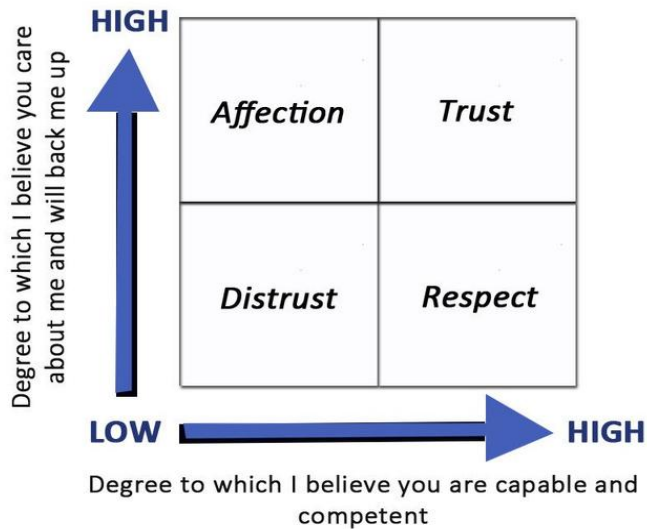 HIGH
Degree to which I believe you care
about me and will back me up
Affection
Trust
Distrust
Respect
LOW
HIGH
Degree to which I believe you are capable and
competent